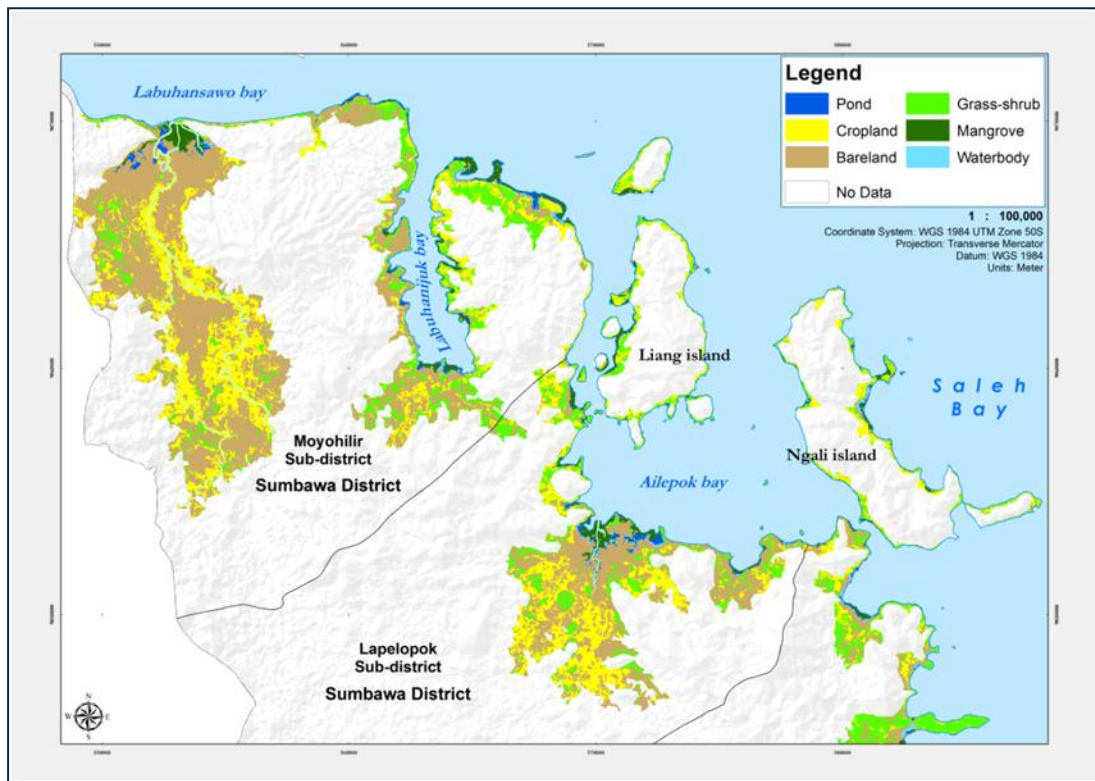 Labuhansawo bay
Legend
Pond
Cropland
Bareland
No Data
Grass-shrub
Mangrove
Waterbody
1 : 100,000
Coordinate System: WGS 1984 UTM Zone 50S
Projection: Transverse Mercator
Datum: WGS 1984
Units: Meter
Labuhanijuk bay
Liang island
Saleh
Bay
Moyohilir
Sub-district
Sumbawa District
Ngali island
Ailepok bay
Lapelopok
Sub-district
Sumbawa District
N
W
E
S